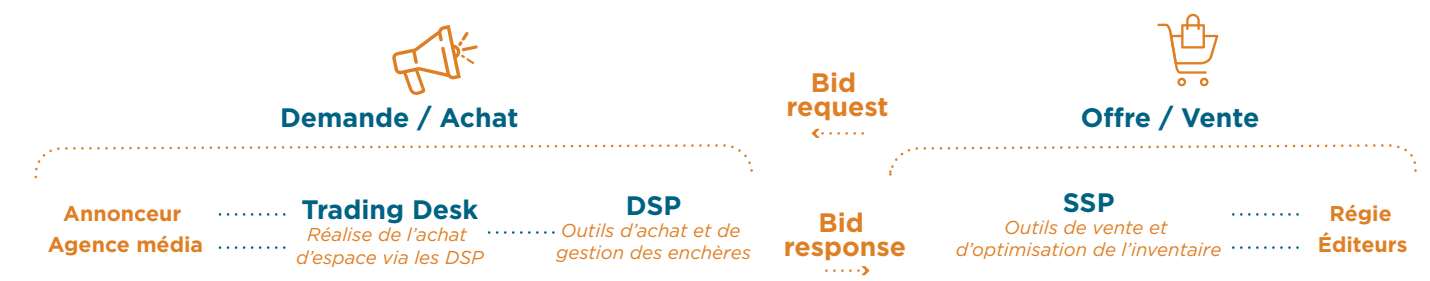 Demande / Achat
Bid
request
Offre / Vente
Annonceur
Agence média
Trading Desk
Réalise de l'achat
d'espace via les DSP
DSP
Outils d'achat et de
gestion des enchères
Bid
response
SSP
Outils de vente et
d'optimisation de l'inventaire
Régie
Éditeurs